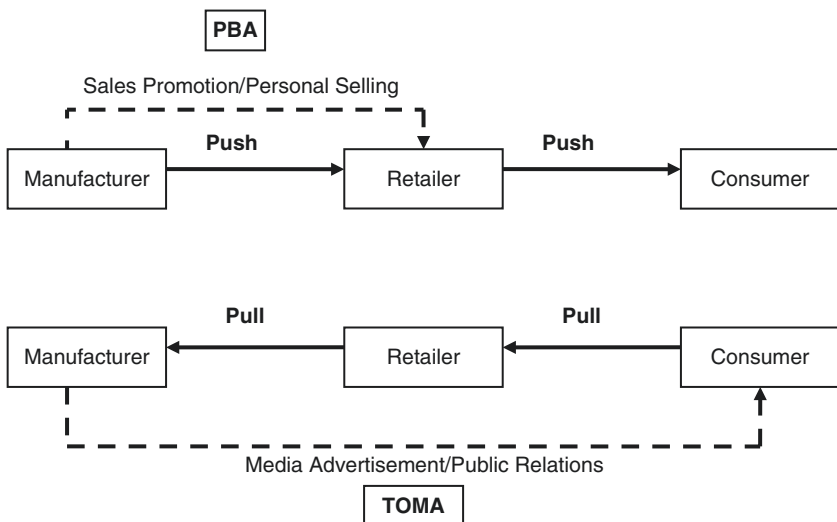 PBA
Sales Promotion/Personal Selling
Push
Push
Manufacturer
Retailer
Consumer
Pull
Pull
Manufacturer
Retailer
Consumer
Media Advertisement/Public Relations
TOMA